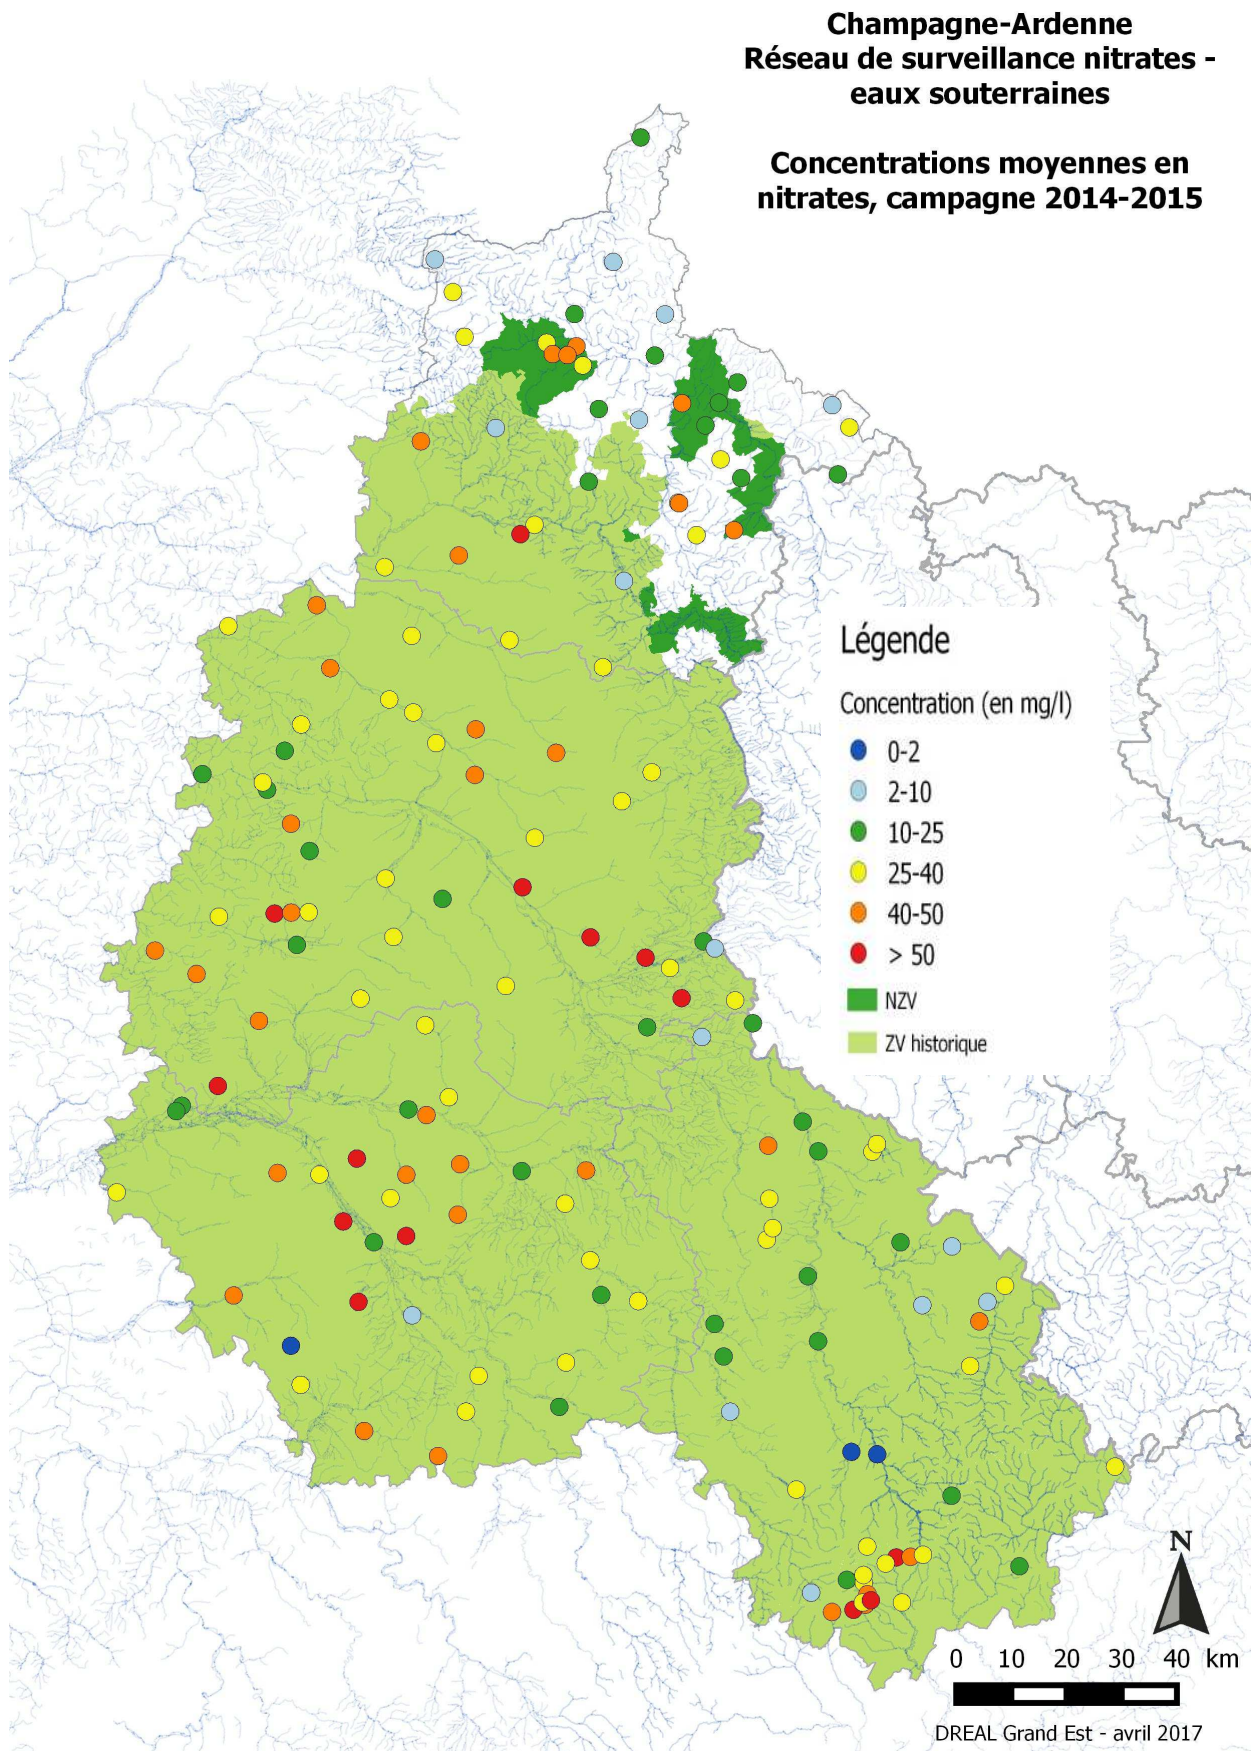 Champagne-Ardenne
Réseau de surveillance nitrates -
eaux souterraines
Concentrations moyennes en
nitrates, campagne 2014-2015
Légende
Concentration (en mg/l)
0-2
2-10
10-25
25-40
40-50
> 50
NZV
ZV historique
N
0 10 20 30 40 km
DREAL Grand Est - avril 2017